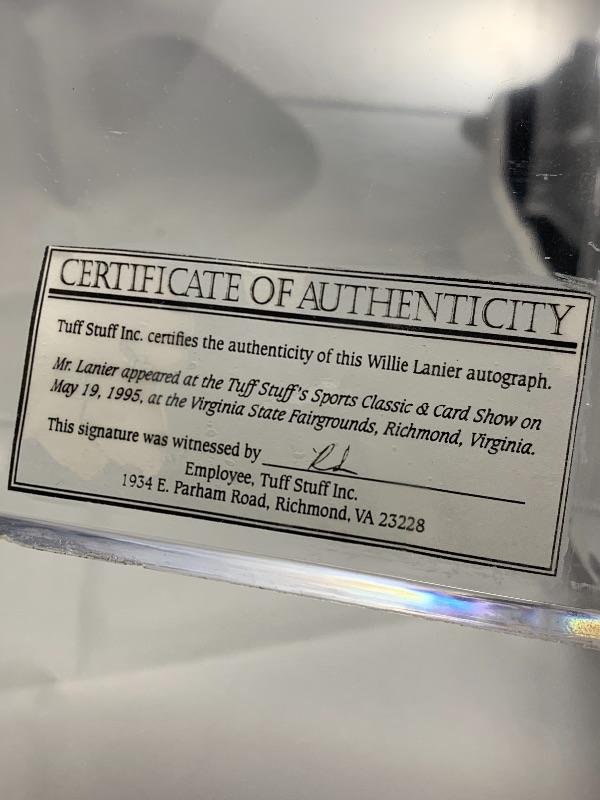 CERTIFICATE OF AUTHENTICITY
Tuff Stuff Inc. certifies the authenticity of this Willie Lanier autograph.
Mr. Lanier appeared at the Tuff Stuff's Sports Classic & Card Show on
May 19, 1995, at the Virginia State Fairgrounds, Richmond, Virginia.
This signature was witnessed by
Employee, Tuff Stuff Inc.
1934 E. Parham Road, Richmond, VA 23228